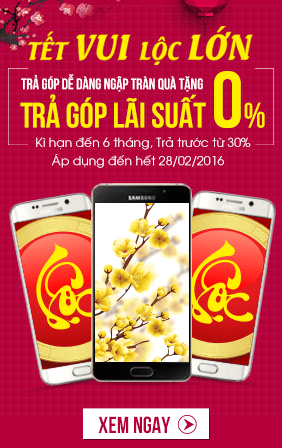 TẾT VUI LỘC LỚN
TRẢ GÓP DỄ DÀNG NGẬP TRÀN QUÀ TẶNG
TRẢ GÓP LÃI SUẤT 0%
Kì hạn đến 6 tháng, Trả trước từ 30%
Áp dụng đến hết 28/02/2016
SAMSUNG
Lộc
Lộc
XEM NGAY